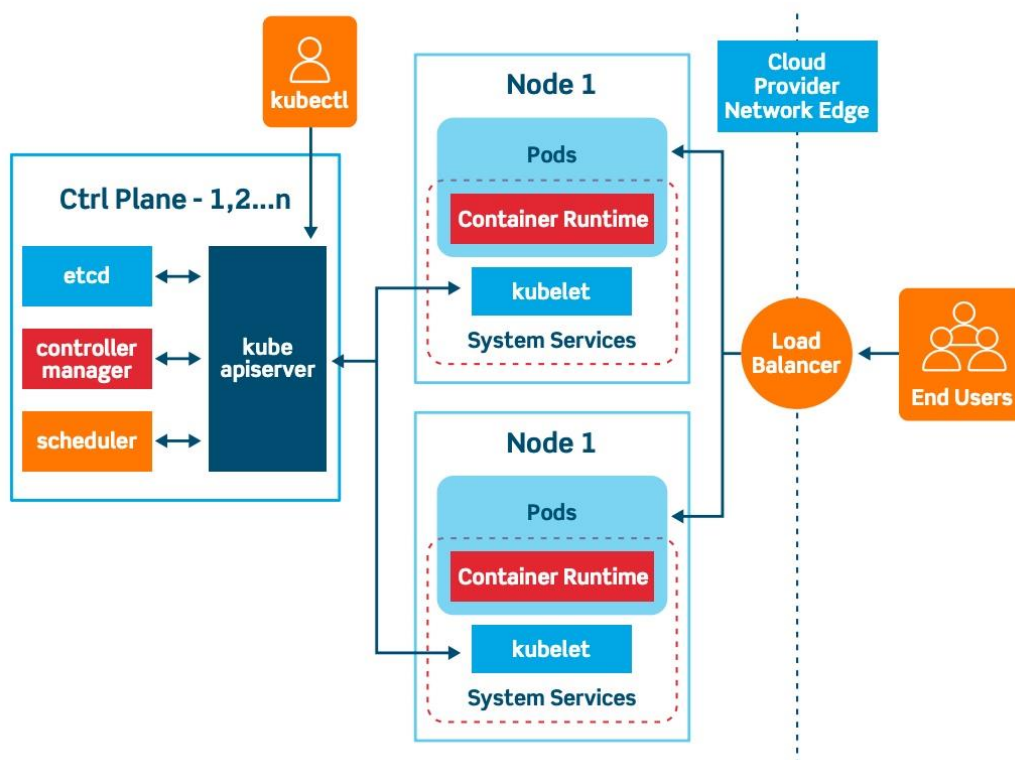 kubectl
Ctrl Plane - 1,2...n
etcd
controller
manager
scheduler
kube
apiserver
Node 1
Pods
Container Runtime
kubelet
System Services
Node 1
Pods
Container Runtime
kubelet
System Services
Cloud
Provider
Network Edge
Load
Balancer
End Users